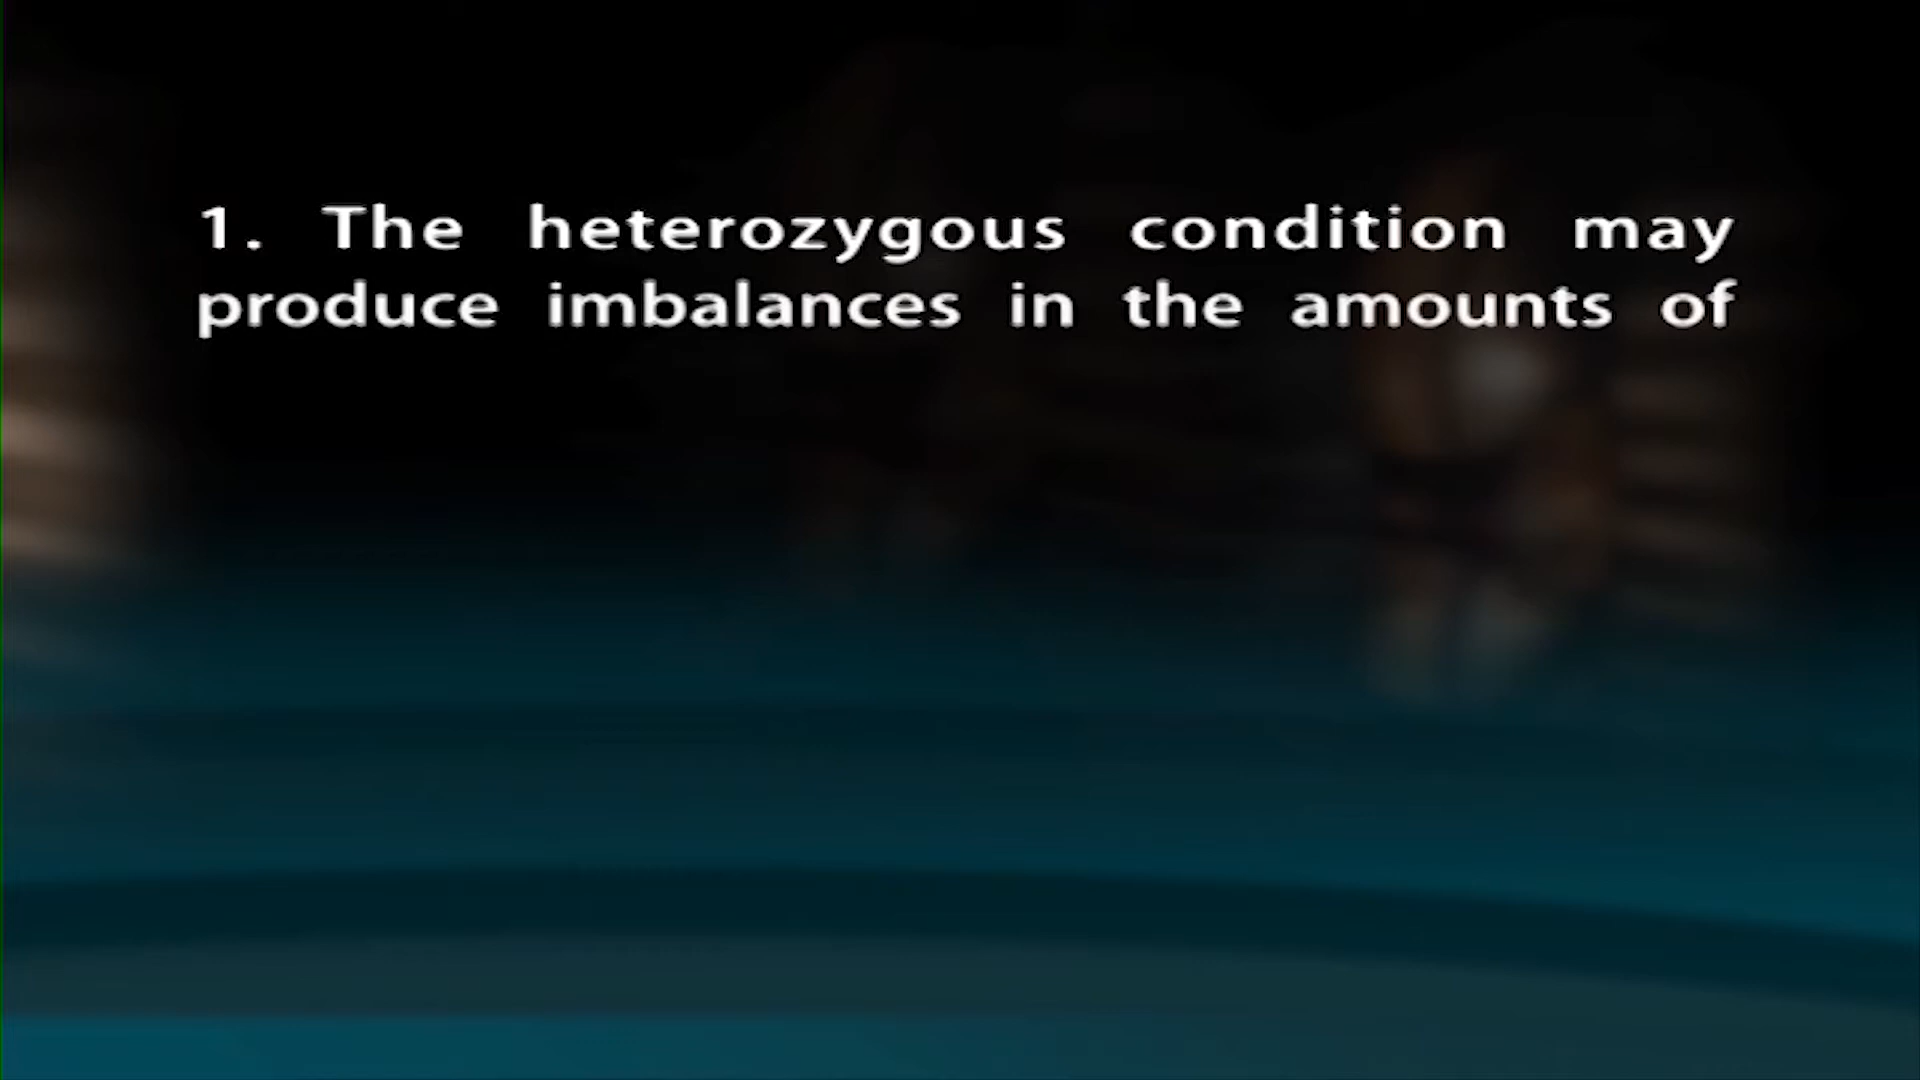 1. The heterozygous condition may
produce imbalances in the amounts of